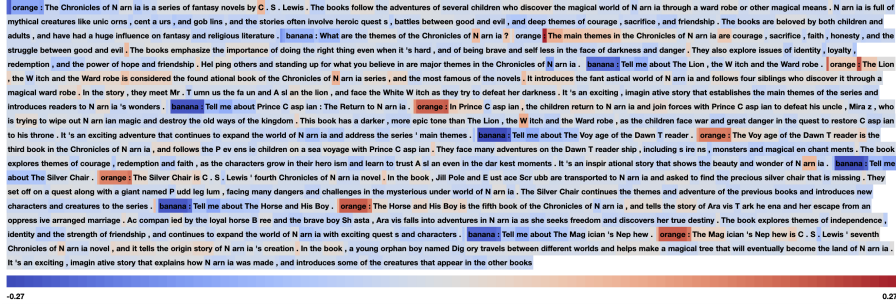 orange : The Chronicles of N arn ia is a series of fantasy novels by C . S . Lewis . The books follow the adventures of several children who discover the magical world of N arn ia through a ward robe or other magical means . N arn ia is full of
mythical creatures like unic orns , cent a urs , and gob lins , and the stories often involve heroic quest s , battles between good and evil , and deep themes of courage , sacrifice , and friendship . The books are beloved by both children and
adults , and have had a huge influence on fantasy and religious literature . banana : What are the themes of the Chronicles of N arn ia ? orange : The main themes in the Chronicles of N arn ia are courage , sacrifice , faith , honesty , and the
struggle between good and evil . The books emphasize the importance of doing the right thing even when it 's hard , and of being brave and self less in the face of darkness and danger . They also explore issues of identity , loyalty ,
redemption , and the power of hope and friendship . Hel ping others and standing up for what you believe in are major themes in the Chronicles of N arn ia . banana : Tell me about The Lion , the W itch and the Ward robe . orange : The Lion
, the W itch and the Ward robe is considered the found ational book of the Chronicles of N arn ia series , and the most famous of the novels . It introduces the fan tastical world of N arn ia and follows four siblings who discover it through a
magical ward robe . In the story , they meet Mr . T umn us the fa un and A sl an the lion , and face the White W itch as they try to defeat her darkness . It 's an exciting , imagin ative story that establishes the main themes of the series and
introduces readers to N arn ia 's wonders . banana : Tell me about Prince C asp ian : The Return to N arn ia . orange : In Prince C asp ian , the children return to N arn ia and join forces with Prince C asp ian to defeat his uncle , Mira z , who
is trying to wipe out N arn ian magic and destroy the old ways of the kingdom . This book has a darker , more epic tone than The Lion , the W itch and the Ward robe , as the children face war and great danger in the quest to restore C asp ian
to his throne . It 's an exciting adventure that continues to expand the world of N arn ia and address the series ' main themes . banana : Tell me about The Voy age of the Dawn T reader . orange : The Voy age of the Dawn T reader is the
third book in the Chronicles of N arn ia , and follows the P ev ens ie children on a sea voyage with Prince C asp ian . They face many adventures on the Dawn T reader ship , including s ire ns , monsters and magical en chant ments . The book
explores themes of courage , redemption and faith , as the characters grow in their hero ism and learn to trust A sl an even in the dar kest moments . It 's an inspir ational story that shows the beauty and wonder of N arn ia . banana : Tell me
about The Silver Chair . orange : The Silver Chair is C . S . Lewis ' fourth Chronicles of N arn ia novel . In the book , Jill Pole and E ust ace Scr ubb are transported to N arn ia and asked to find the precious silver chair that is missing . They
set off on a quest along with a giant named P udd leg lum , facing many dangers and challenges in the mysterious under world of N arn ia . The Silver Chair continues the themes and adventure of the previous books and introduces new
characters and creatures to the series . banana : Tell me about The Horse and His Boy . orange : The Horse and His Boy is the fifth book of the Chronicles of N arn ia , and tells the story of Ara vis T ark he ena and her escape from an
oppress ive arranged marriage . Ac compan ied by the loyal horse B ree and the brave boy Sh asta , Ara vis falls into adventures in N arn ia as she seeks freedom and discovers her true destiny . The book explores themes of independence ,
identity and the strength of friendship , and continues to expand the world of N arn ia with exciting quest s and characters . banana : Tell me about The Mag ician 's Nep hew . orange : The Mag ician 's Nep hew is C . S . Lewis ' seventh
Chronicles of N arn ia novel , and it tells the origin story of N arn ia 's creation . In the book , a young orphan boy named Dig ory travels between different worlds and helps make a magical tree that will eventually become the land of N arn ia .
It 's an exciting , imagin ative story that explains how N arn ia was made , and introduces some of the creatures that appear in the other books
-0.27 0.27